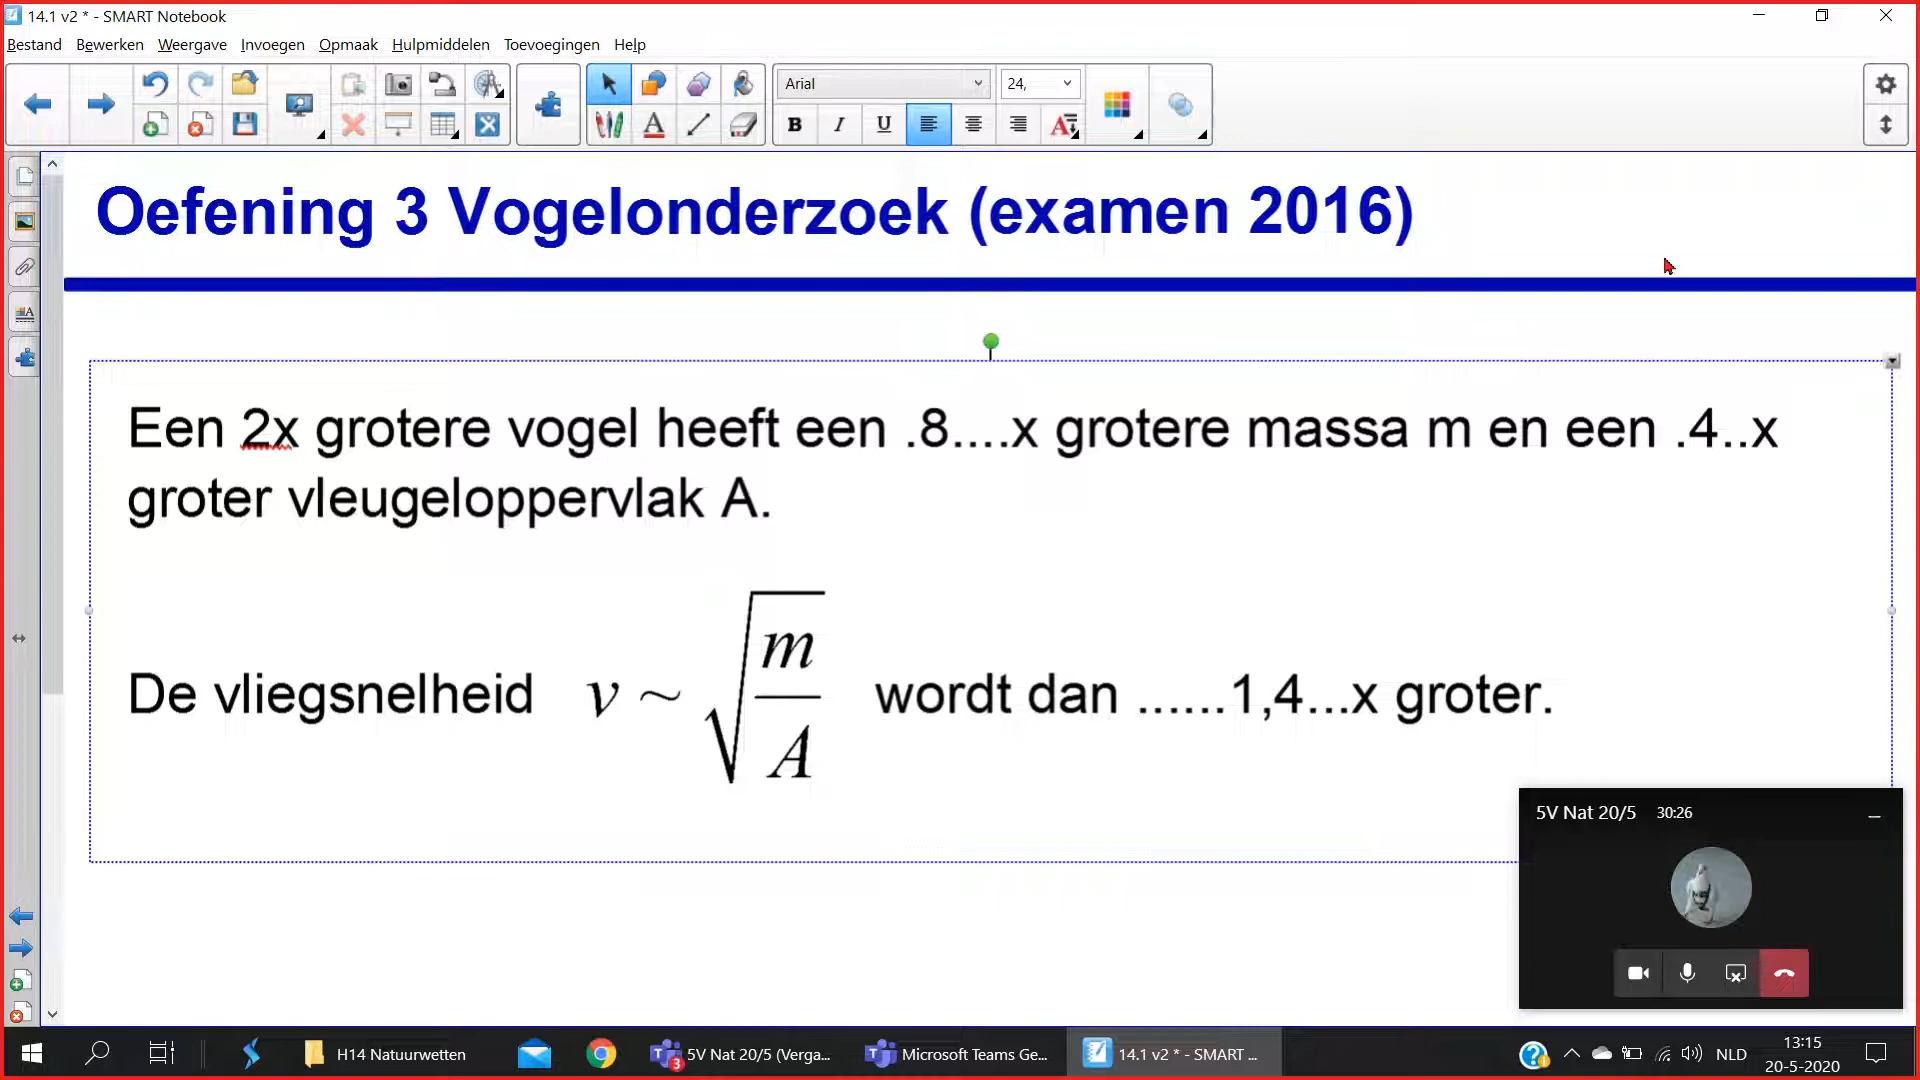 14.1 v2 * - SMART Notebook
Bestand Bewerken Weergave Invoegen Opmaak Hulpmiddelen Toevoegingen Help
Arial 24,
B I U
Oefening 3 Vogelonderzoek (examen 2016)
Een 2x grotere vogel heeft een .8....x grotere massa m en een .4..x
groter vleugeloppervlak A.
De vliegsnelheid v ~ √(m/A) wordt dan ......1,4...x groter.
5V Nat 20/5 30:26
H14 Natuurwetten
3
5V Nat 20/5 (Verga...
Microsoft Teams Ge...
14.1 v2 * - SMART ...
NLD
13:15
20-5-2020